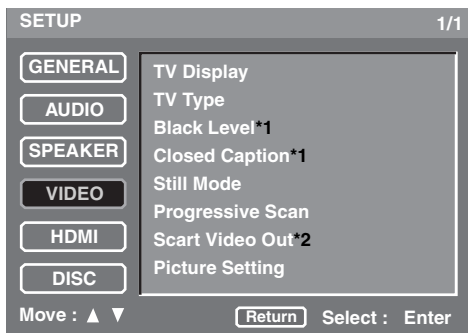 SETUP 1/1
GENERAL
AUDIO
SPEAKER
VIDEO
HDMI
DISC
TV Display
TV Type
Black Level*1
Closed Caption*1
Still Mode
Progressive Scan
Scart Video Out*2
Picture Setting
Move : ▲ ▼ Return Select : Enter